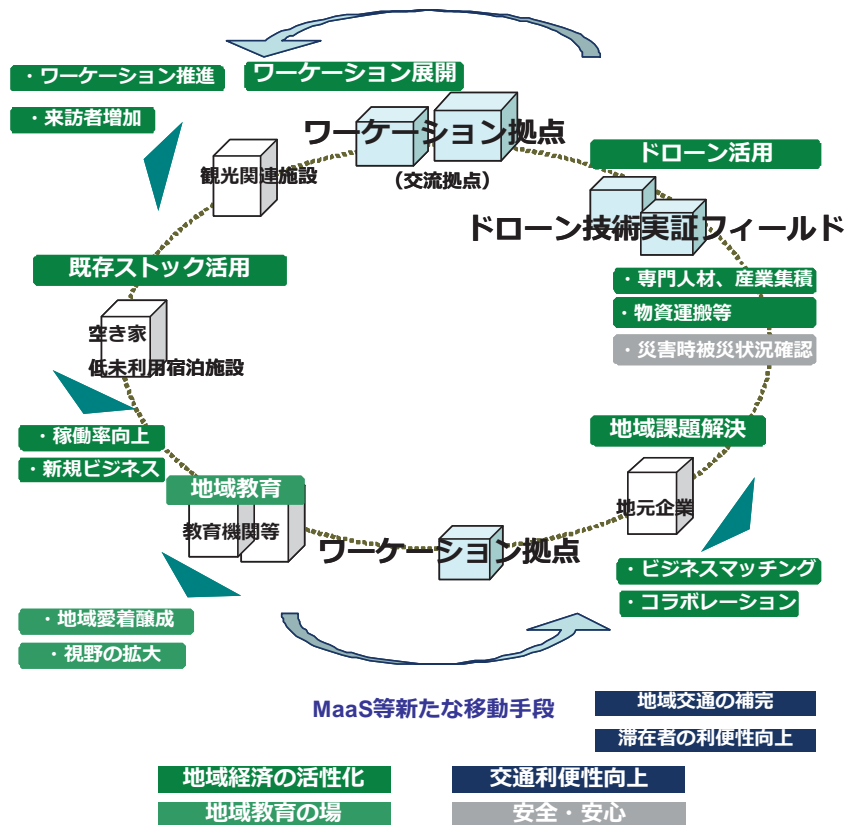 ・ワーケーション推進
ワーケーション展開
・来訪者増加
ワーケーション拠点
（交流拠点）
観光関連施設
ドローン活用
ドローン技術実証フィールド
・専門人材、産業集積
・物資運搬等
・災害時被災状況確認
既存ストック活用
空き家
低未利用宿泊施設
・稼働率向上
・新規ビジネス
地域課題解決
地元企業
地域教育
教育機関等
ワーケーション拠点
・ビジネスマッチング
・コラボレーション
・地域愛着醸成
・視野の拡大
MaaS等新たな移動手段
地域交通の補完
滞在者の利便性向上
地域経済の活性化
交通利便性向上
地域教育の場
安全・安心